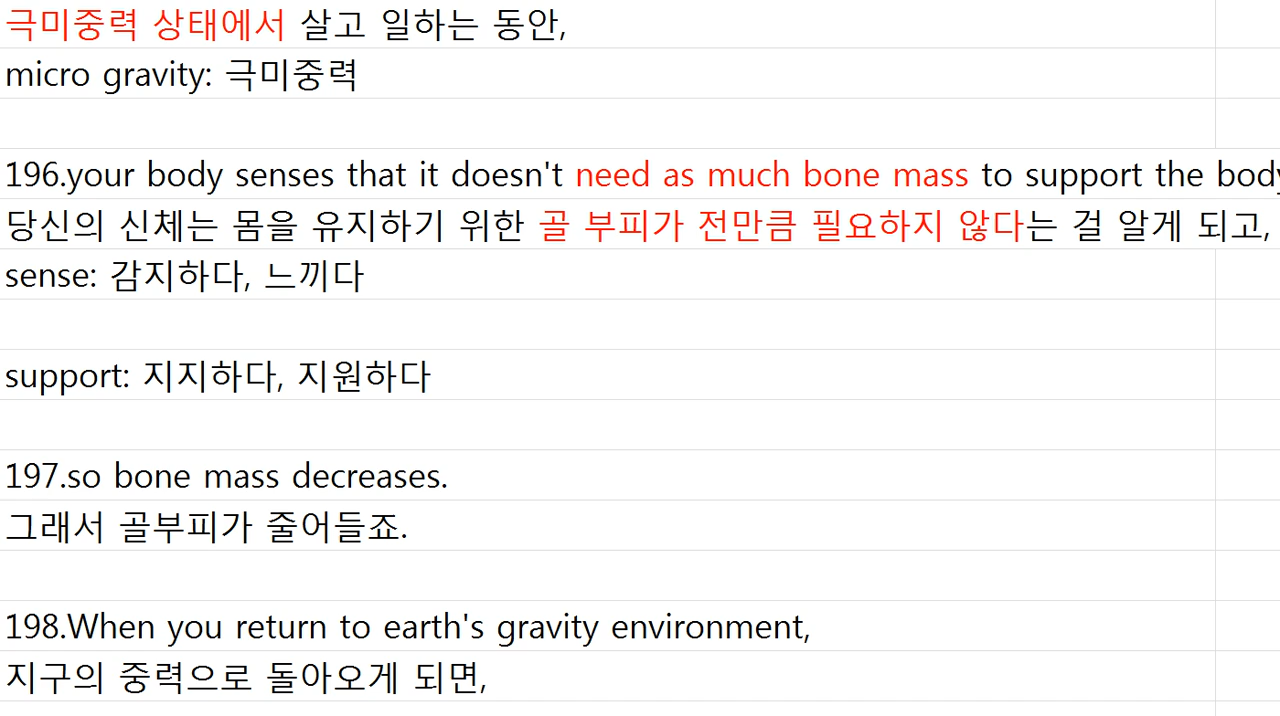 극미중력 상태에서 살고 일하는 동안,
micro gravity: 극미중력
196.your body senses that it doesn't need as much bone mass to support the body
당신의 신체는 몸을 유지하기 위한 골 부피가 전만큼 필요하지 않다는 걸 알게 되고,
sense: 감지하다, 느끼다
support: 지지하다, 지원하다
197.so bone mass decreases.
그래서 골부피가 줄어들죠.
198.When you return to earth's gravity environment,
지구의 중력으로 돌아오게 되면,